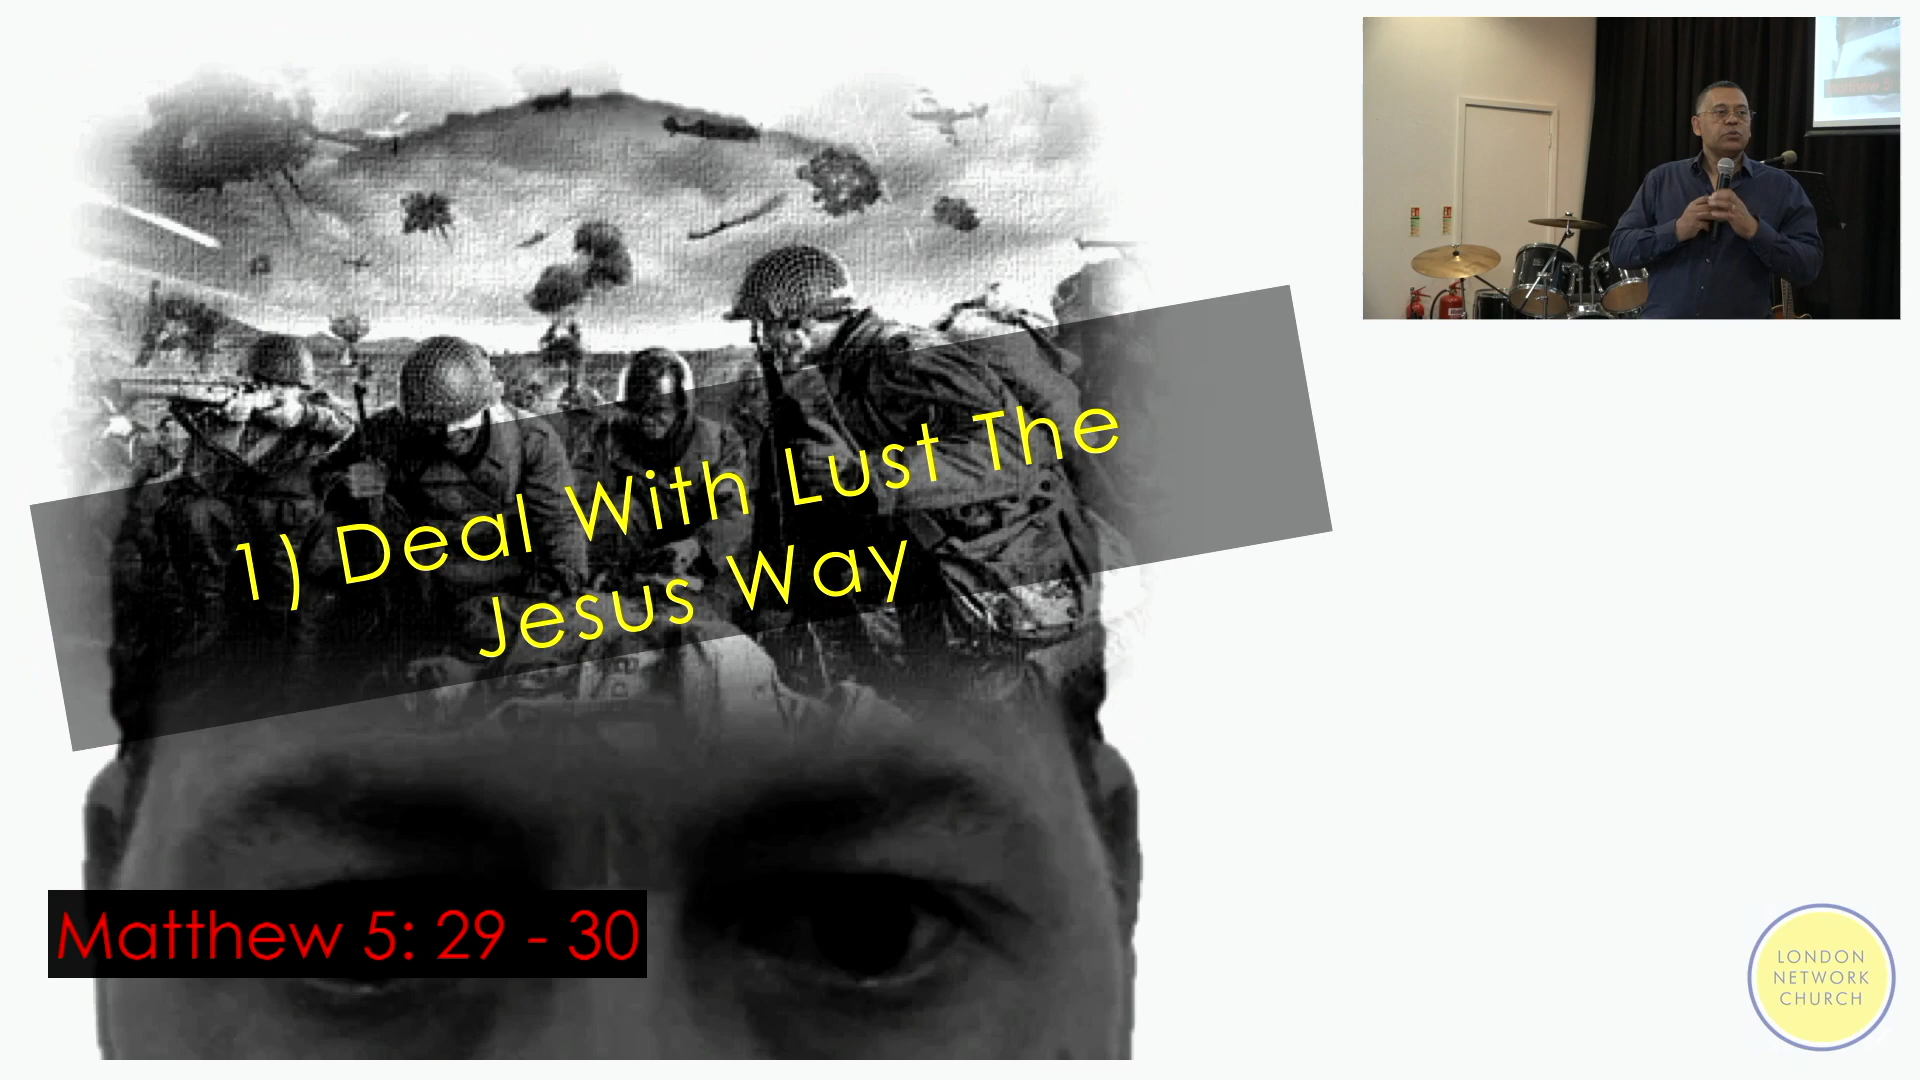 1) Deal With Lust The
Jesus Way
Matthew 5: 29 - 30
LONDON
NETWORK
CHURCH